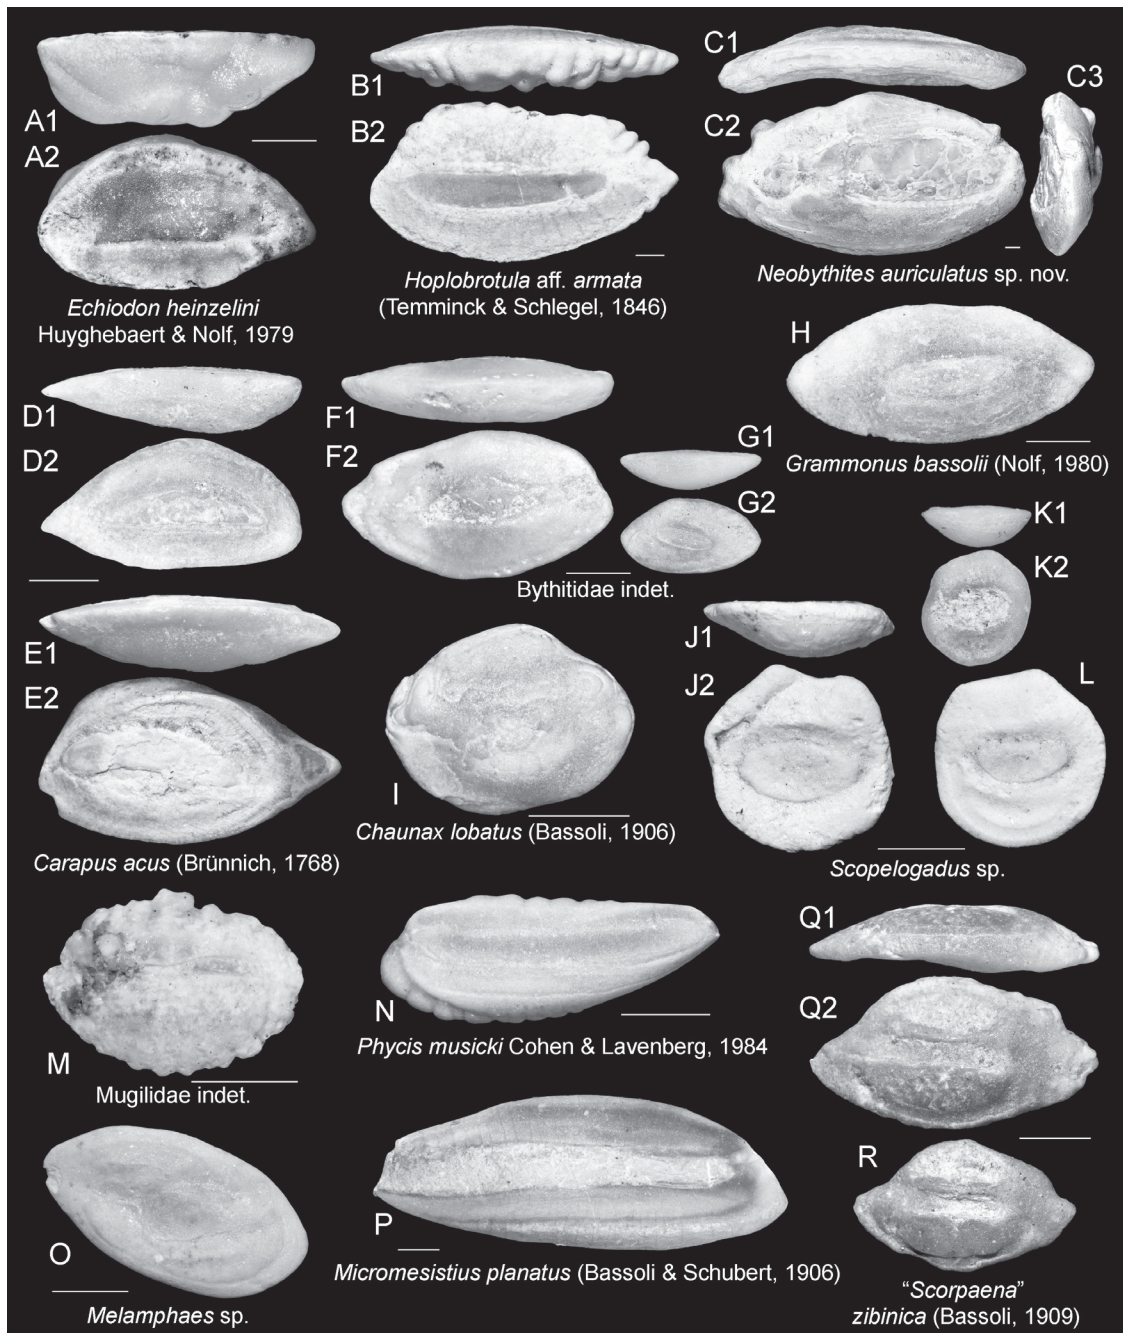 A1
A2
Echiodon heinzelini
Huyghebaert & Nolf, 1979
B1
B2
Hoplobrotula aff. armata
(Temminck & Schlegel, 1846)
C1
C2
C3
Neobythites auriculatus sp. nov.
D1
D2
E1
E2
Carapus acus (Brünnich, 1768)
F1
F2
G1
G2
Bythitidae indet.
H
Grammonus bassolii (Nolf, 1980)
I
Chaunax lobatus (Bassoli, 1906)
J1
J2
K1
K2
L
Scopelogadus sp.
M
Mugilidae indet.
N
Phycis musicki Cohen & Lavenberg, 1984
O
Melamphaes sp.
P
Micromesistius planatus (Bassoli & Schubert, 1906)
Q1
Q2
R
“Scorpaena”
zibinica (Bassoli, 1909)